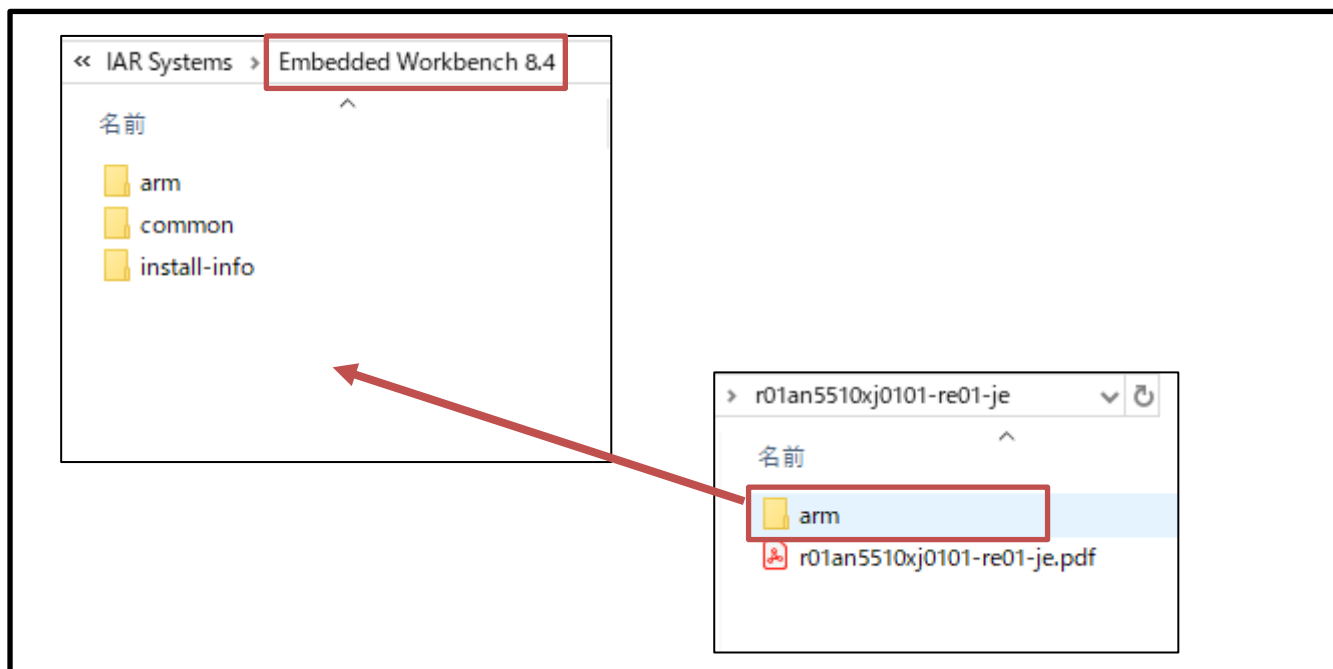 « IAR Systems > Embedded Workbench 8.4
名前
arm
common
install-info
> r01an5510xj0101-re01-je
名前
arm
r01an5510xj0101-re01-je.pdf